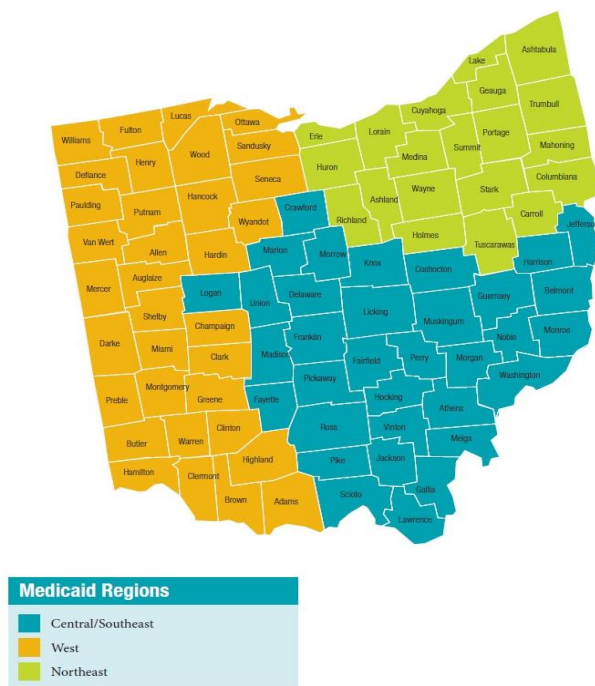 Ashtabula
Lake
Geauga
Cuyahoga
Trumbull
Lucas
Fulton
Ottawa
Williams
Erie
Lorain
Portage
Summit
Wood
Sandusky
Mahoning
Henry
Medina
Huron
Defiance
Seneca
Columbiana
Stark
Wayne
Ashland
Hancock
Paulding
Putnam
Crawford
Carroll
Richland
Wyandot
Jefferson
Holmes
Van Wert
Tuscarawas
Allen
Hardin
Marion
Morrow
Knox
Harrison
Coshocton
Auglaize
Mercer
Logan
Union
Delaware
Guernsey
Belmont
Licking
Shelby
Muskingum
Champaign
Noble
Monroe
Darke
Miami
Franklin
Clark
Madison
Fairfield
Perry
Morgan
Washington
Pickaway
Montgomery
Preble
Greene
Fayette
Hocking
Athens
Clinton
Ross
Vinton
Warren
Butler
Meigs
Highland
Pike
Jackson
Hamilton
Clermont
Gallia
Scioto
Brown
Adams
Lawrence
Medicaid Regions
Central/Southeast
West
Northeast